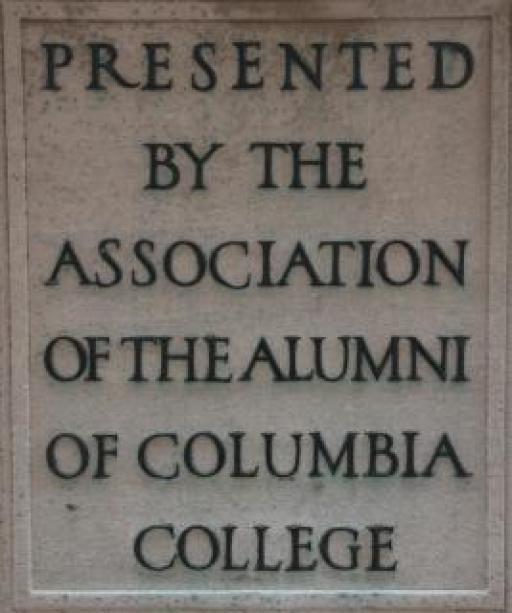 PRESENTED
BY THE
ASSOCIATION
OF THE ALUMNI
OF COLUMBIA
COLLEGE